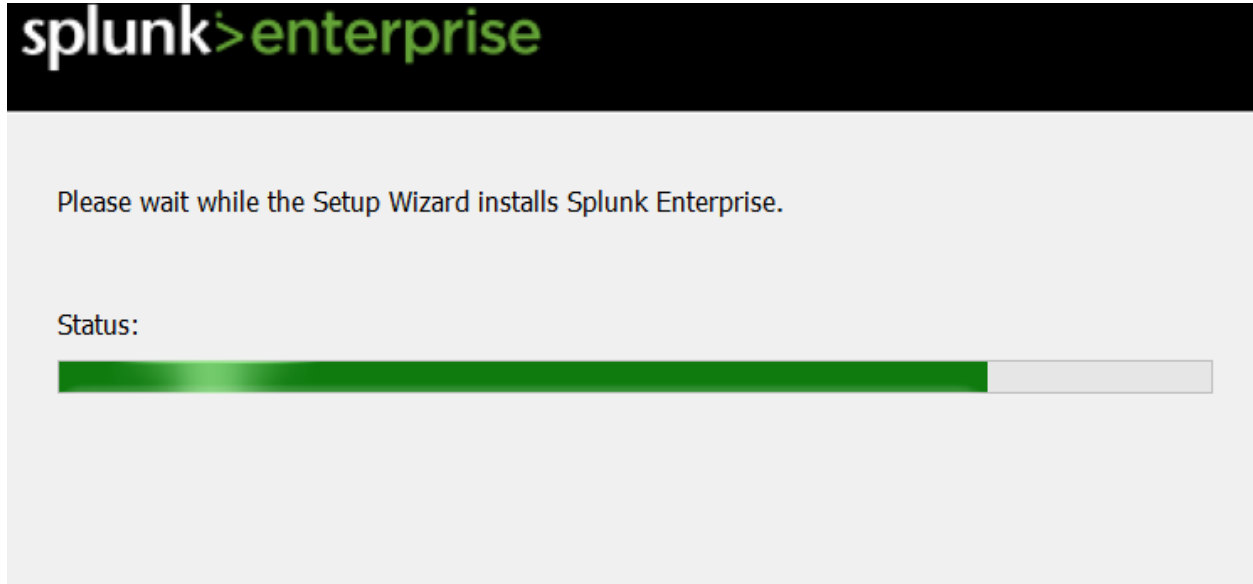 splunk>enterprise
Please wait while the Setup Wizard installs Splunk Enterprise.
Status: